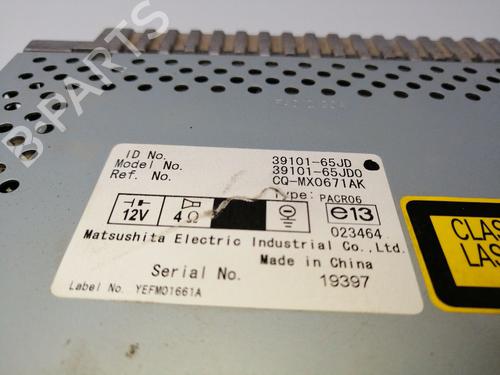 B-PARTS
ID No. 39101-65JD
Model No. 39101-65JD0
Ref. No. CQ-MX0671AK
Type: PACR06
12V 4Ω e13
023464
Matsushita Electric Industrial Co.,Ltd.
Made in China
Serial No. 19397
Label No. YEFM01661A
CLAS
LAS